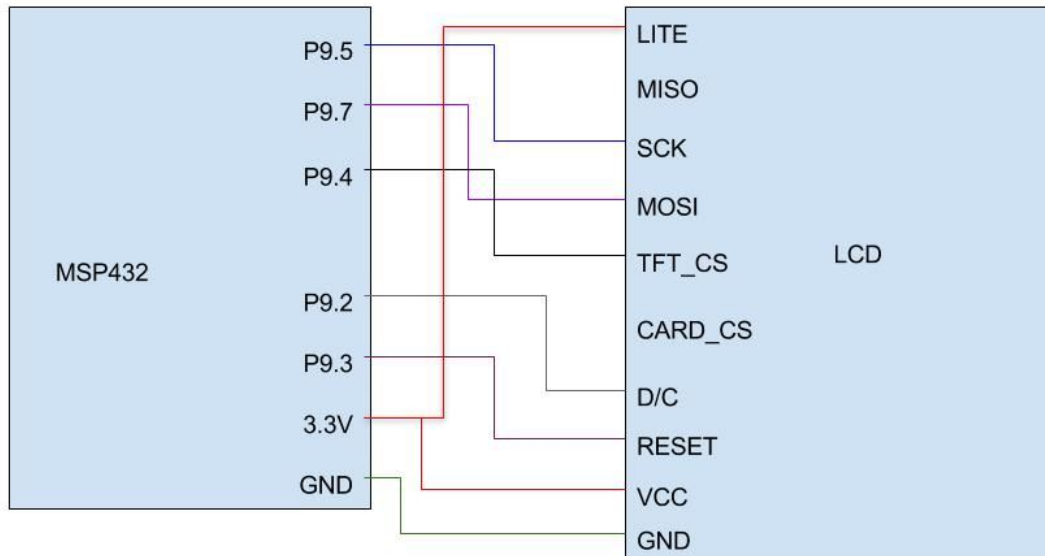 MSP432
P9.5
P9.7
P9.4
P9.2
P9.3
3.3V
GND
LITE
MISO
SCK
MOSI
TFT_CS
CARD_CS
D/C
RESET
VCC
GND
LCD